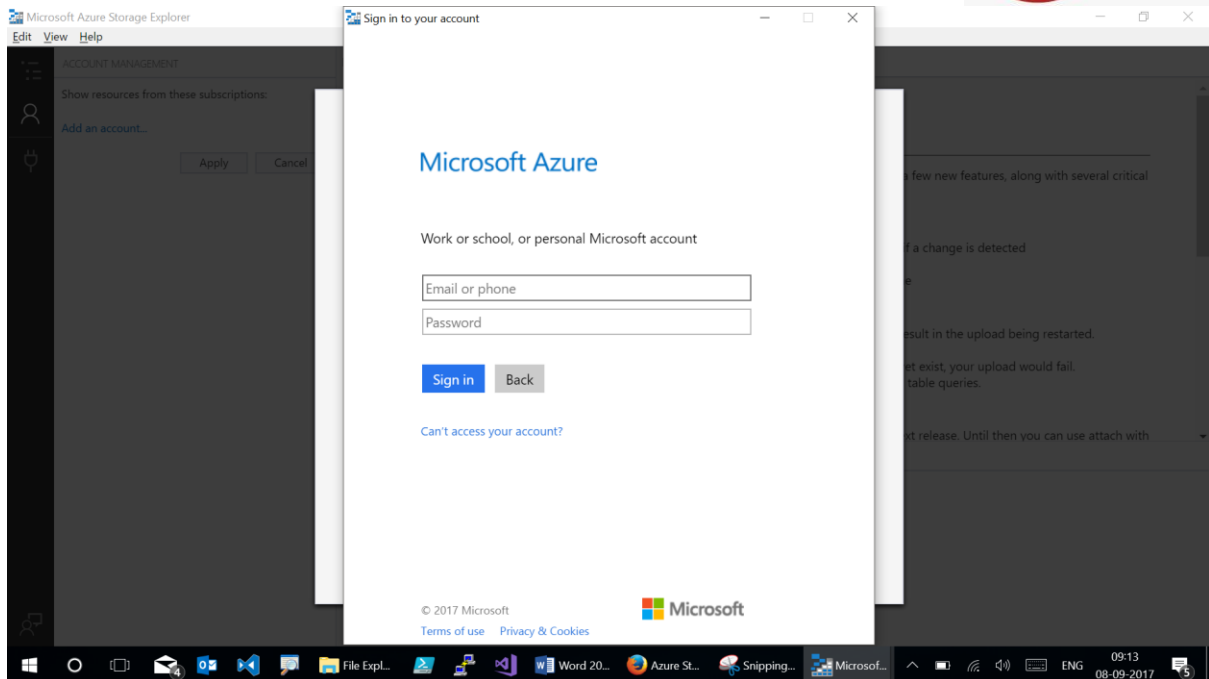 Microsoft Azure Storage Explorer
Edit View Help
ACCOUNT MANAGEMENT
Show resources from these subscriptions:
Add an account...
Apply Cancel
Sign in to your account
Microsoft Azure
Work or school, or personal Microsoft account
Email or phone
Password
Sign in Back
Can't access your account?
© 2017 Microsoft
Microsoft
Terms of use Privacy & Cookies
a few new features, along with several critical
f a change is detected
e
esult in the upload being restarted.
et exist, your upload would fail.
table queries.
xt release. Until then you can use attach with
4 File Expl... Word 20... Azure St... Snipping... Microsof... ENG 09:13
08-09-2017 5